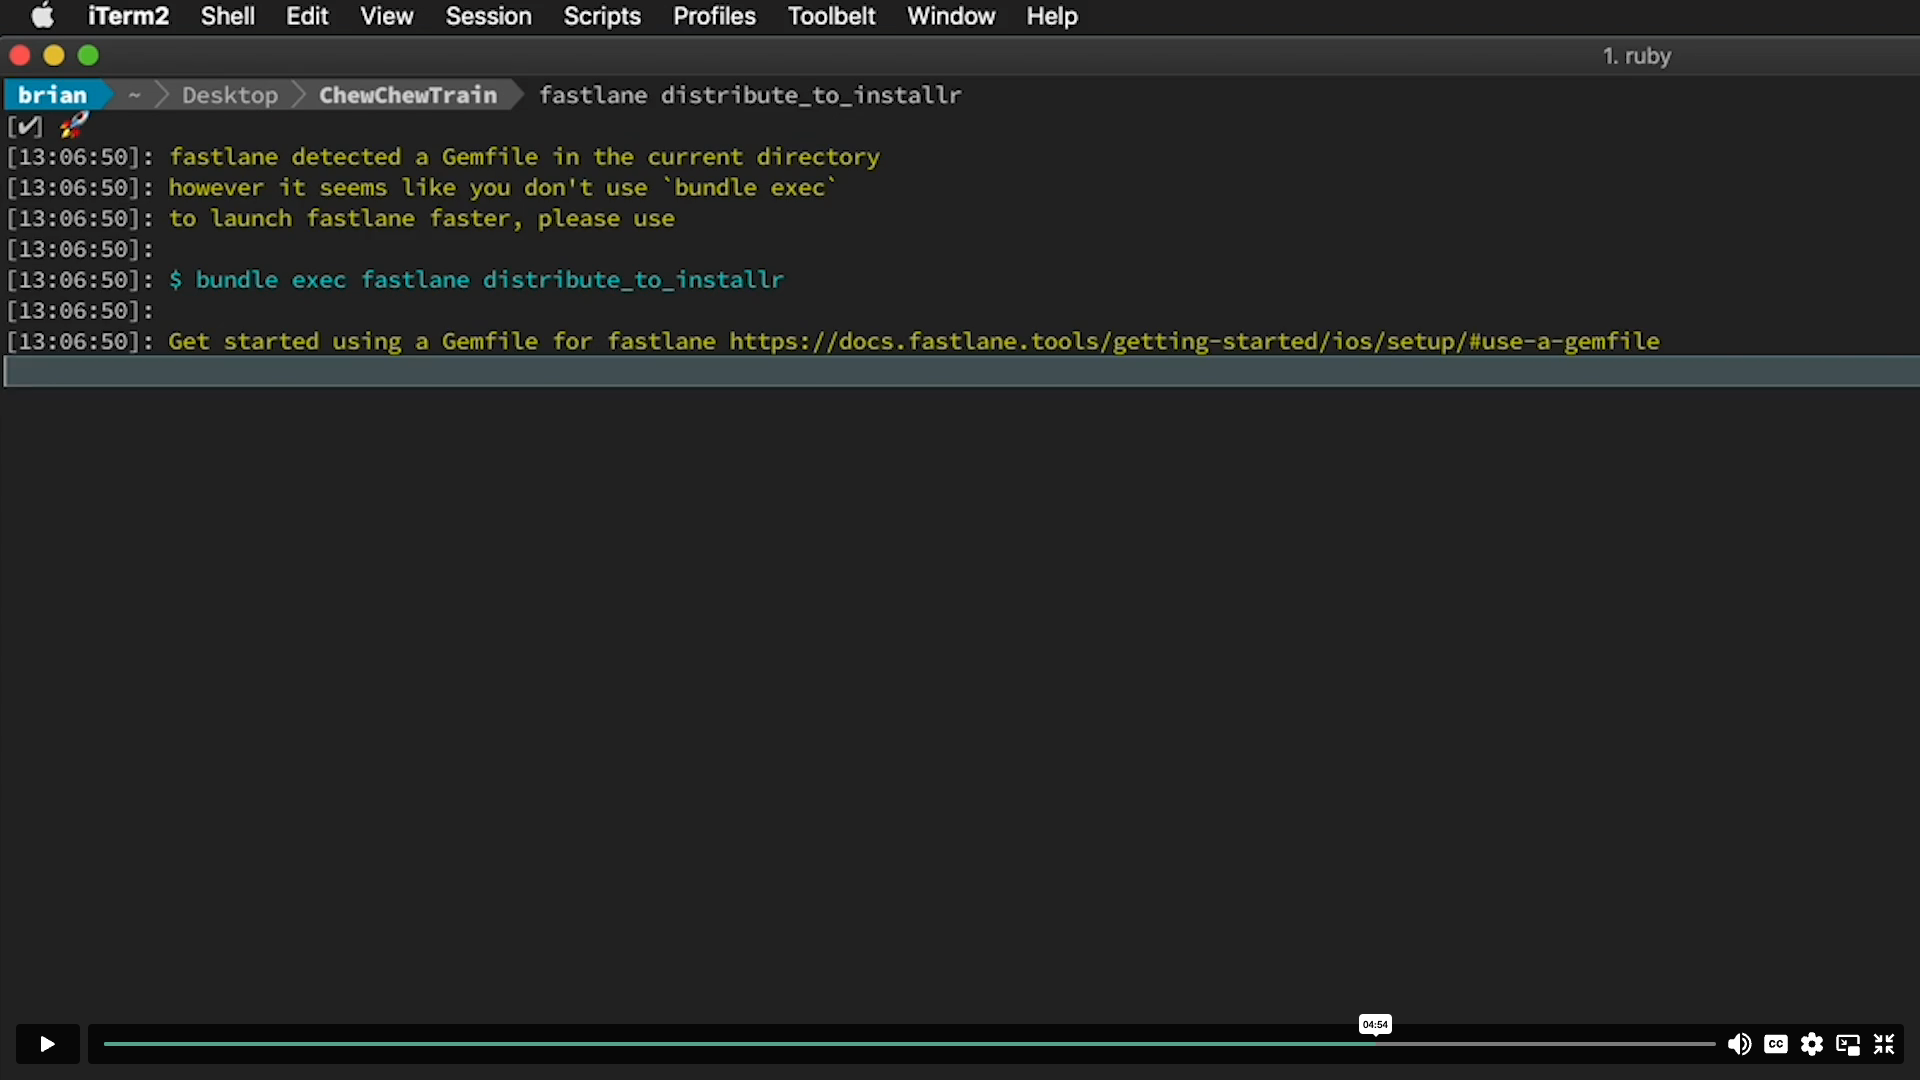 iTerm2 Shell Edit View Session Scripts Profiles Toolbelt Window Help
1. ruby
brian ~ Desktop ChewChewTrain fastlane distribute_to_installr
[✔] 🚀
[13:06:50]: fastlane detected a Gemfile in the current directory
[13:06:50]: however it seems like you don't use `bundle exec`
[13:06:50]: to launch fastlane faster, please use
[13:06:50]:
[13:06:50]: $ bundle exec fastlane distribute_to_installr
[13:06:50]:
[13:06:50]: Get started using a Gemfile for fastlane https://docs.fastlane.tools/getting-started/ios/setup/#use-a-gemfile
04:54
CC